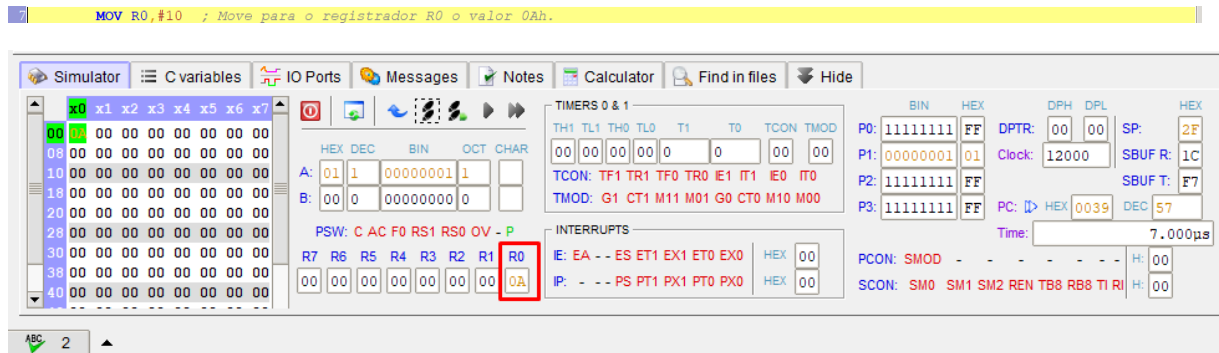 7 MOV R0,#10 ; Move para o registrador R0 o valor 0Ah.
Simulator C variables IO Ports Messages Notes Calculator Find in files Hide
x0 x1 x2 x3 x4 x5 x6 x7
00 0A 00 00 00 00 00 00 00
08 00 00 00 00 00 00 00 00
10 00 00 00 00 00 00 00 00
18 00 00 00 00 00 00 00 00
20 00 00 00 00 00 00 00 00
28 00 00 00 00 00 00 00 00
30 00 00 00 00 00 00 00 00
38 00 00 00 00 00 00 00 00
40 00 00 00 00 00 00 00 00
HEX DEC BIN OCT CHAR
A: 01 1 00000001 1
B: 00 0 00000000 0
PSW: C AC F0 RS1 RS0 OV - P
R7 R6 R5 R4 R3 R2 R1 R0
00 00 00 00 00 00 00 0A
TIMERS 0 & 1
TH1 TL1 TH0 TL0 T1 T0 TCON TMOD
00 00 00 00 0 0 00 00
TCON: TF1 TR1 TF0 TR0 IE1 IT1 IE0 IT0
TMOD: G1 CT1 M11 M01 G0 CT0 M10 M00
INTERRUPTS
IE: EA - - ES ET1 EX1 ET0 EX0 HEX 00
IP: - - - PS PT1 PX1 PT0 PX0 HEX 00
BIN HEX DPH DPL HEX
P0: 11111111 FF DPTR: 00 00 SP: 2F
P1: 00000001 01 Clock: 12000 SBUF R: 1C
P2: 11111111 FF SBUF T: F7
P3: 11111111 FF PC: HEX 0039 DEC 57
Time: 7.000µs
PCON: SMOD - - - - - - - H: 00
SCON: SM0 SM1 SM2 REN TB8 RB8 TI RI H: 00
ABC 2